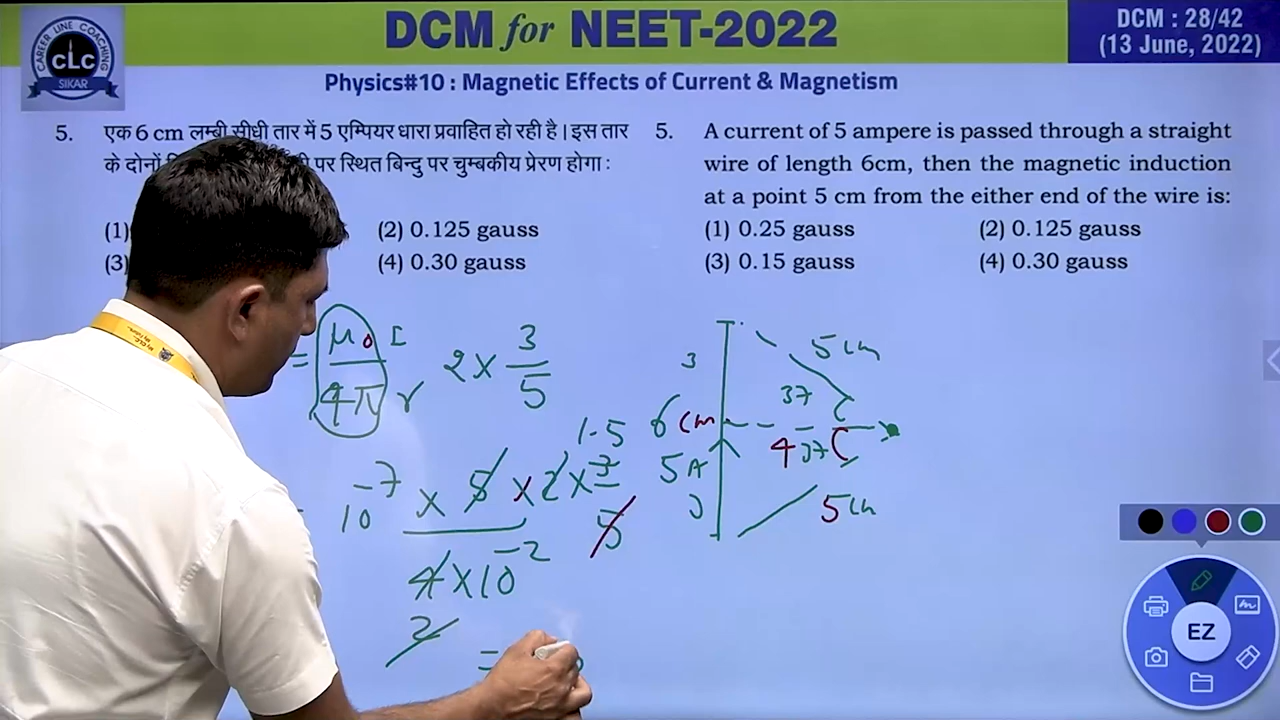 CAREER LINE COACHING
CLC
SIKAR
DCM for NEET-2022
DCM : 28/42
(13 June, 2022)
Physics#10 : Magnetic Effects of Current & Magnetism
5. एक 6 cm लम्बी सीधी तार में 5 एम्पियर धारा प्रवाहित हो रही है। इस तार
के दोनों पर स्थित बिन्दु पर चुम्बकीय प्रेरण होगा :
(1) (2) 0.125 gauss
(3) (4) 0.30 gauss
5. A current of 5 ampere is passed through a straight
wire of length 6cm, then the magnetic induction
at a point 5 cm from the either end of the wire is:
(1) 0.25 gauss (2) 0.125 gauss
(3) 0.15 gauss (4) 0.30 gauss
= μ0 I / 4π r 2 × 3/5
1.5
10^-7 × 5 × 2 × 3 / 5
4 × 10^-2
2
=
3 5 cm
37
6 cm
4 37
5A
3 5 cm
EZ